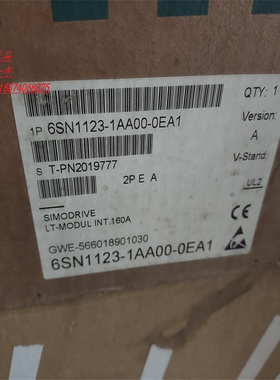 1P 6SN1123-1AA00-0EA1
QTY: 1
Version:
A
S T-PN2019777
V-Stand:
2P E A
UL2
SIMODRIVE
LT-MODUL INT.160A
GWE-566018901030
6SN1123-1AA00-0EA1